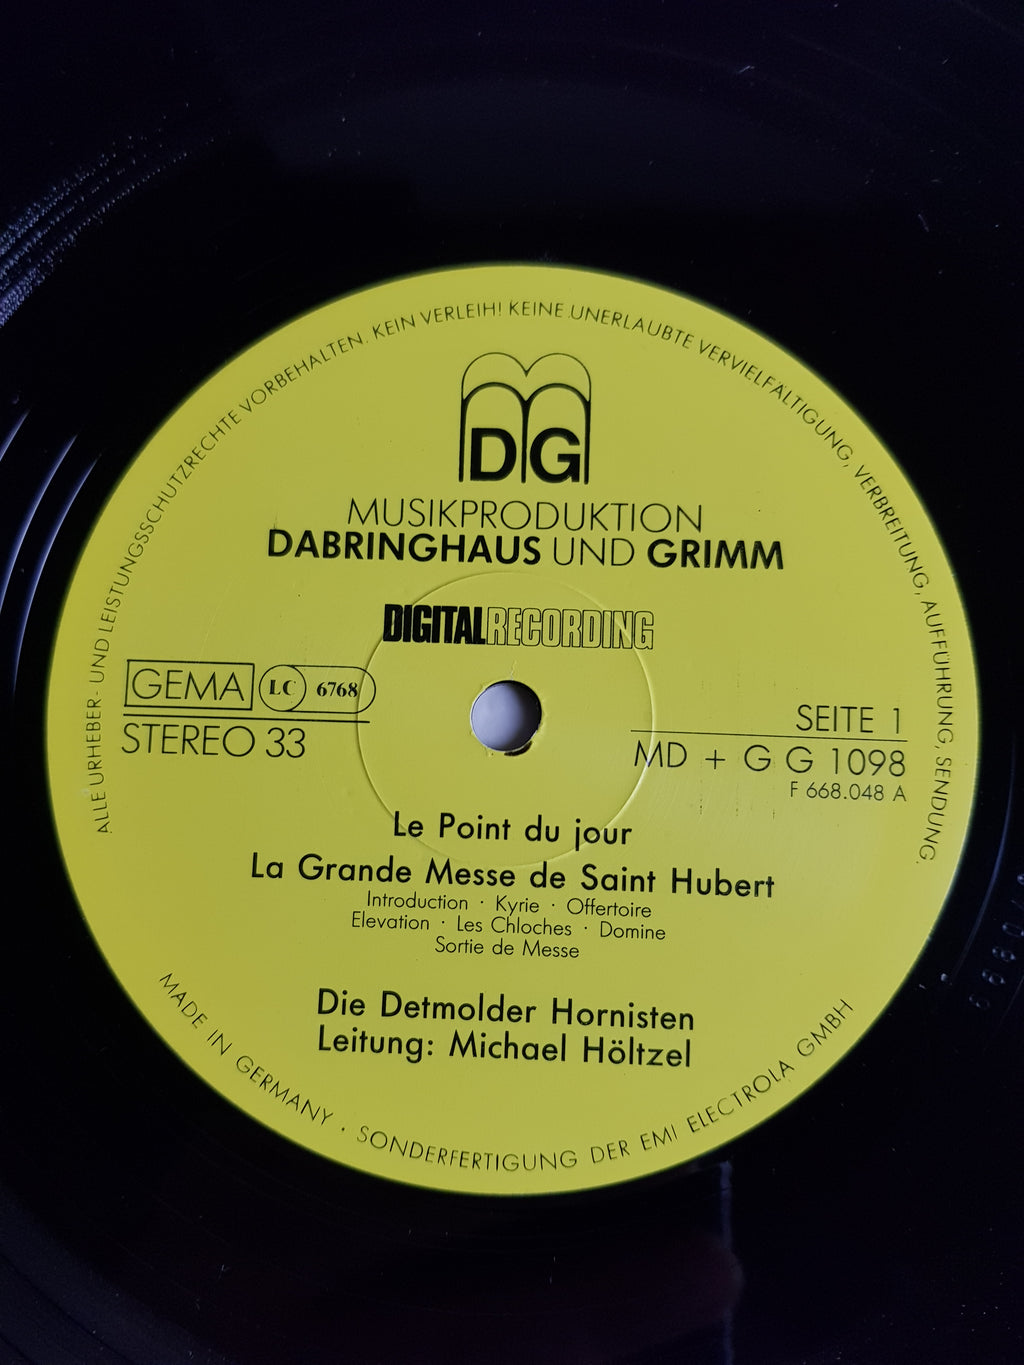 ALLE URHEBER- UND LEISTUNGSSCHUTZRECHTE VORBEHALTEN. KEIN VERLEIH! KEINE UNERLAUBTE VERVIELFÄLTIGUNG, VERBREITUNG, AUFFÜHRUNG, SENDUNG.
DG
MUSIKPRODUKTION
DABRINGHAUS UND GRIMM
DIGITAL RECORDING
GEMA LC 6768
STEREO 33
SEITE 1
MD + G G 1098
F 668.048 A
Le Point du jour
La Grande Messe de Saint Hubert
Introduction · Kyrie · Offertoire
Elevation · Les Chloches · Domine
Sortie de Messe
Die Detmolder Hornisten
Leitung: Michael Höltzel
MADE IN GERMANY · SONDERFERTIGUNG DER EMI ELECTROLA GMBH